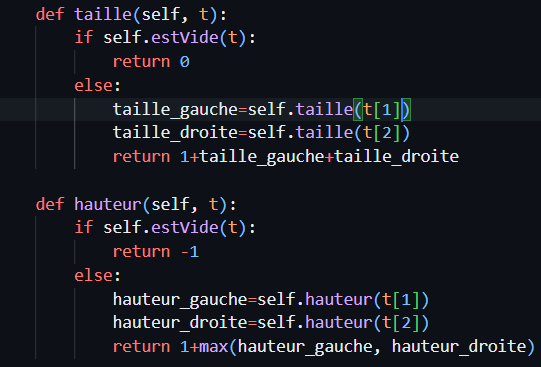 def taille(self, t):
if self.estVide(t):
return 0
else:
taille_gauche=self.taille(t[1])
taille_droite=self.taille(t[2])
return 1+taille_gauche+taille_droite
def hauteur(self, t):
if self.estVide(t):
return -1
else:
hauteur_gauche=self.hauteur(t[1])
hauteur_droite=self.hauteur(t[2])
return 1+max(hauteur_gauche, hauteur_droite)